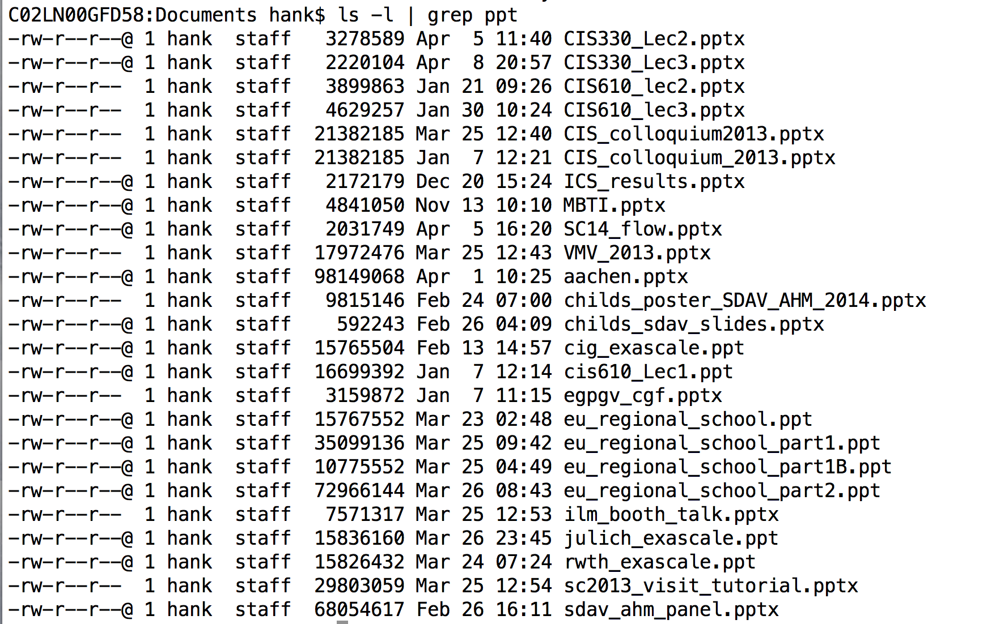 C02LN00GFD58:Documents hank$ ls -l | grep ppt
-rw-r--r--@ 1 hank  staff   3278589 Apr  5 11:40 CIS330_Lec2.pptx
-rw-r--r--@ 1 hank  staff   2220104 Apr  8 20:57 CIS330_Lec3.pptx
-rw-r--r--  1 hank  staff   3899863 Jan 21 09:26 CIS610_lec2.pptx
-rw-r--r--  1 hank  staff   4629257 Jan 30 10:24 CIS610_lec3.pptx
-rw-r--r--  1 hank  staff  21382185 Mar 25 12:40 CIS_colloquium2013.pptx
-rw-r--r--  1 hank  staff  21382185 Jan  7 12:21 CIS_colloquium_2013.pptx
-rw-r--r--@ 1 hank  staff   2172179 Dec 20 15:24 ICS_results.pptx
-rw-r--r--@ 1 hank  staff   4841050 Nov 13 10:10 MBTI.pptx
-rw-r--r--@ 1 hank  staff   2031749 Apr  5 16:20 SC14_flow.pptx
-rw-r--r--  1 hank  staff  17972476 Mar 25 12:43 VMV_2013.pptx
-rw-r--r--@ 1 hank  staff  98149068 Apr  1 10:25 aachen.pptx
-rw-r--r--  1 hank  staff   9815146 Feb 24 07:00 childs_poster_SDAV_AHM_2014.pptx
-rw-r--r--@ 1 hank  staff    592243 Feb 26 04:09 childs_sdav_slides.pptx
-rw-r--r--@ 1 hank  staff  15765504 Feb 13 14:57 cig_exascale.ppt
-rw-r--r--@ 1 hank  staff  16699392 Jan  7 12:14 cis610_Lec1.ppt
-rw-r--r--  1 hank  staff   3159872 Jan  7 11:15 egpgv_cgf.pptx
-rw-r--r--@ 1 hank  staff  15767552 Mar 23 02:48 eu_regional_school.ppt
-rw-r--r--@ 1 hank  staff  35099136 Mar 25 09:42 eu_regional_school_part1.ppt
-rw-r--r--@ 1 hank  staff  10775552 Mar 25 04:49 eu_regional_school_part1B.ppt
-rw-r--r--@ 1 hank  staff  72966144 Mar 26 08:43 eu_regional_school_part2.ppt
-rw-r--r--  1 hank  staff   7571317 Mar 25 12:53 ilm_booth_talk.pptx
-rw-r--r--@ 1 hank  staff  15836160 Mar 26 23:45 julich_exascale.ppt
-rw-r--r--@ 1 hank  staff  15826432 Mar 24 07:24 rwth_exascale.ppt
-rw-r--r--  1 hank  staff  29803059 Mar 25 12:54 sc2013_visit_tutorial.pptx
-rw-r--r--@ 1 hank  staff  68054617 Feb 26 16:11 sdav_ahm_panel.pptx